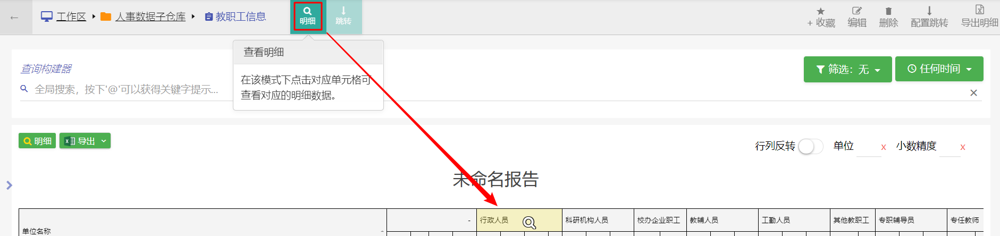 ← 工作区 ▸ 人事数据子仓库 ▸ 教职工信息
明细
跳转
+ 收藏
编辑
删除
配置跳转
导出明细
查看明细
在该模式下点击对应单元格可
查看对应的明细数据。
查询构建器
全局搜索，按下'@'可以获得关键字提示...
筛选：无
任何时间
明细
导出
行列反转
单位 x
小数精度 x
未命名报告
单位名称
-
行政人员
科研机构人员
校办企业职工
教辅人员
工勤人员
其他教职工
专职辅导员
专任教师